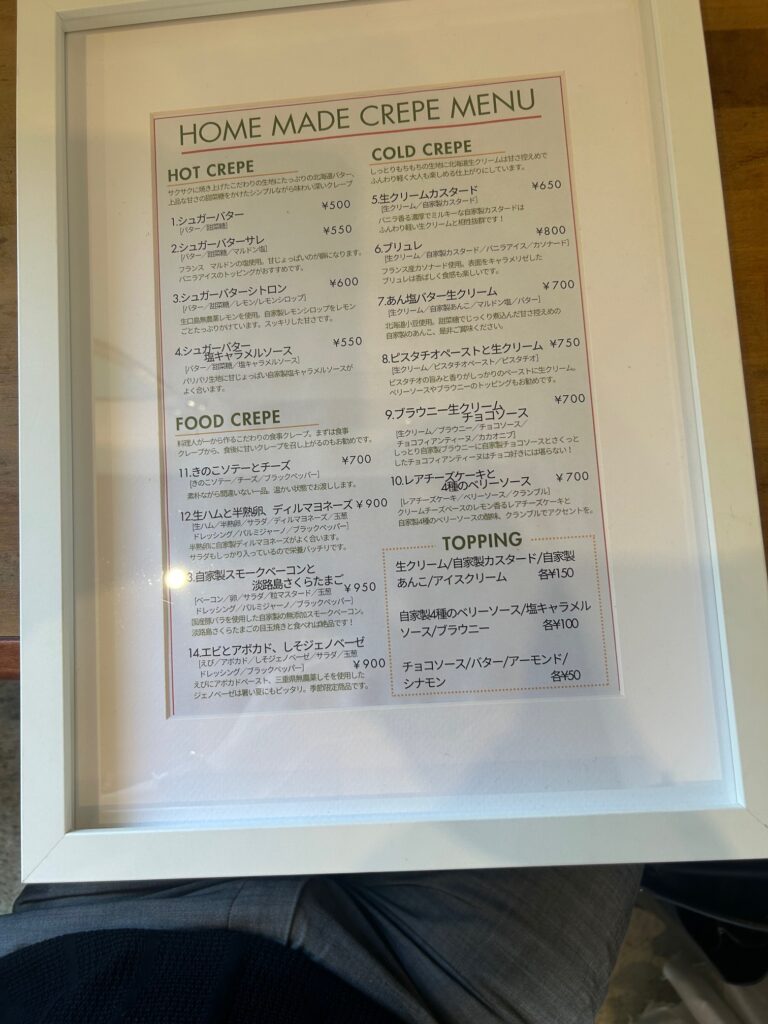 HOME MADE CREPE MENU
HOT CREPE
サクサクに焼き上げたこだわりの生地にたっぷりの北海道バター、
上品な甘さの甜菜糖をかけたシンプルながら味わい深いクレープ
1.シュガーバター ¥500
[バター／甜菜糖]
2.シュガーバターサレ ¥550
[バター／甜菜糖／マルドン塩]
フランス マルドンの塩使用。甘じょっぱいのが癖になります。
バニラアイスのトッピングがおすすめです。
3.シュガーバターシトロン ¥600
[バター／甜菜糖／レモン/レモンシロップ]
生口島無農薬レモンを使用。自家製レモンシロップをレモン
ごとたっぷりかけています。スッキリした甘さです。
4.シュガーバター
塩キャラメルソース ¥550
[バター／甜菜糖／塩キャラメルソース]
パリパリ生地に甘じょっぱい自家製塩キャラメルソースが
よく合います。
FOOD CREPE
料理人が一から作るこだわりの食事クレープ。まずは食事
クレープから、食後に甘いクレープを召し上がるのもお勧めです。
11.きのこソテーとチーズ ¥700
[きのこソテー／チーズ／ブラックペッパー]
素朴ながら間違いない一品。温かい状態でお渡しします。
12.生ハムと半熟卵、ディルマヨネーズ ¥900
[生ハム／半熟卵／サラダ／ディルマヨネーズ／玉葱
ドレッシング／パルミジャーノ／ブラックペッパー]
半熟卵に自家製ディルマヨネーズがよく合います。
サラダもしっかり入っているので栄養バッチリです。
3.自家製スモークベーコンと
淡路島さくらたまご ¥950
[ベーコン／卵／サラダ／粒マスタード／玉葱
ドレッシング／パルミジャーノ／ブラックペッパー]
国産豚バラを使用した自家製の無添加スモークベーコン。
淡路島さくらたまごの目玉焼きと食べれば絶品です！
14.エビとアボカド、しそジェノベーゼ
[えび／アボカド／しそジェノベーゼ／サラダ／玉葱
ドレッシング／ブラックペッパー] ¥900
えびにアボカドペースト、三重県無農薬しそを使用した
ジェノベーゼは暑い夏にもピッタリ。季節限定商品です。
COLD CREPE
しっとりもちもちの生地に北海道生クリームは甘さ控えめで
ふんわり軽く大人も楽しめる仕上がりにしています。
5.生クリームカスタード ¥650
[生クリーム／自家製カスタード]
バニラ香る濃厚でミルキーな自家製カスタードは
ふんわり軽い生クリームと相性抜群です！
6.ブリュレ ¥800
[生クリーム／自家製カスタード／バニラアイス／カソナード]
フランス産カソナード使用。表面をキャラメリゼした
ブリュレは香ばしく食感も楽しいです。
7.あん塩バター生クリーム ¥700
[生クリーム／自家製あんこ／マルドン塩／バター]
北海道小豆使用。甜菜糖でじっくり煮込んだ甘さ控えめの
自家製のあんこ、是非ご賞味ください。
8.ピスタチオペーストと生クリーム ¥750
[生クリーム／ピスタチオペースト／ピスタチオ]
ピスタチオの旨みと香りがしっかりのペーストに生クリーム。
ベリーソースやブラウニーのトッピングもお勧めです。
9.ブラウニー生クリーム ¥700
チョコソース
[生クリーム／ブラウニー／チョコソース／
チョコフィアンティーヌ／カカオニブ]
しっとり自家製ブラウニーに自家製チョコソースとさくっと
したチョコフィアンティーヌはチョコ好きには堪らない！
10.レアチーズケーキと
4種のベリーソース ¥700
[レアチーズケーキ／ベリーソース／クランブル]
クリームチーズベースのレモン香るレアチーズケーキと
自家製4種のベリーソースの酸味、クランブルでアクセントを。
TOPPING
生クリーム/自家製カスタード/自家製
あんこ/アイスクリーム 各¥150
自家製4種のベリーソース/塩キャラメル
ソース/ブラウニー 各¥100
チョコソース/バター/アーモンド/
シナモン 各¥50